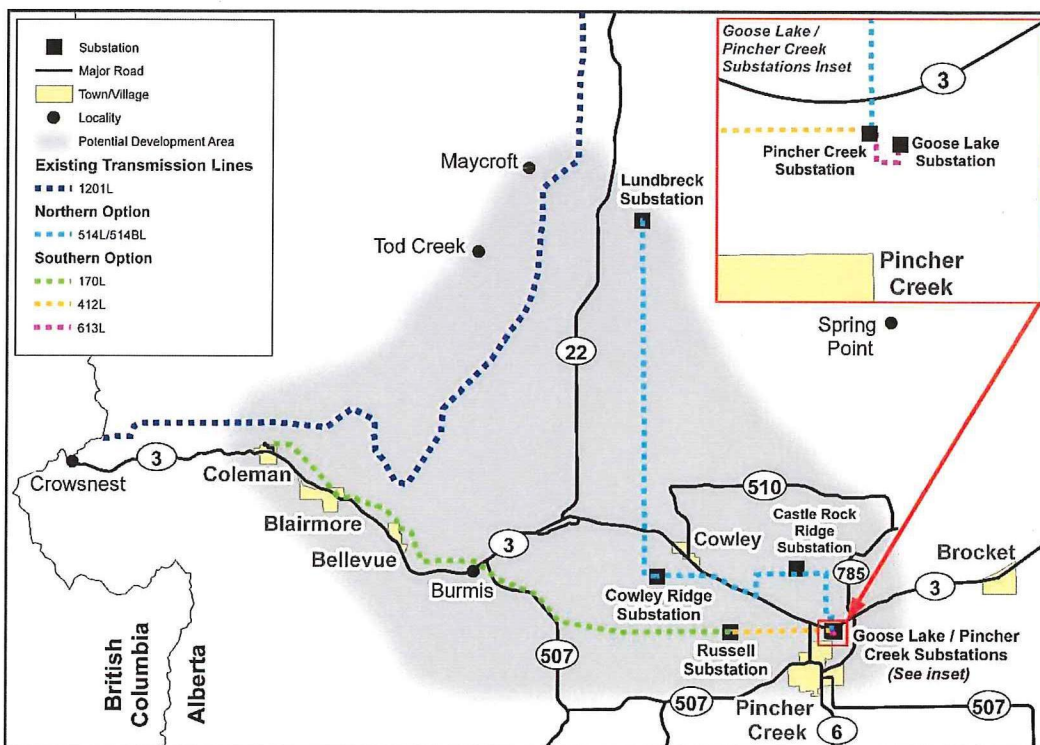 Substation
Major Road
Town/Village
Locality
Potential Development Area
Existing Transmission Lines
1201L
Northern Option
514L/514BL
Southern Option
170L
412L
613L
Goose Lake /
Pincher Creek
Substations Inset
3
Pincher Creek
Substation
Goose Lake
Substation
Pincher
Creek
Maycroft
Lundbreck
Substation
Tod Creek
Spring
Point
22
3
Crowsnest
Coleman
Blairmore
Bellevue
Burmis
3
510
Cowley
Castle Rock
Ridge
Substation
785
Brocket
3
Cowley Ridge
Substation
Russell
Substation
Goose Lake / Pincher
Creek Substations
(See inset)
507
507
Pincher
Creek
6
507
British
Columbia
Alberta